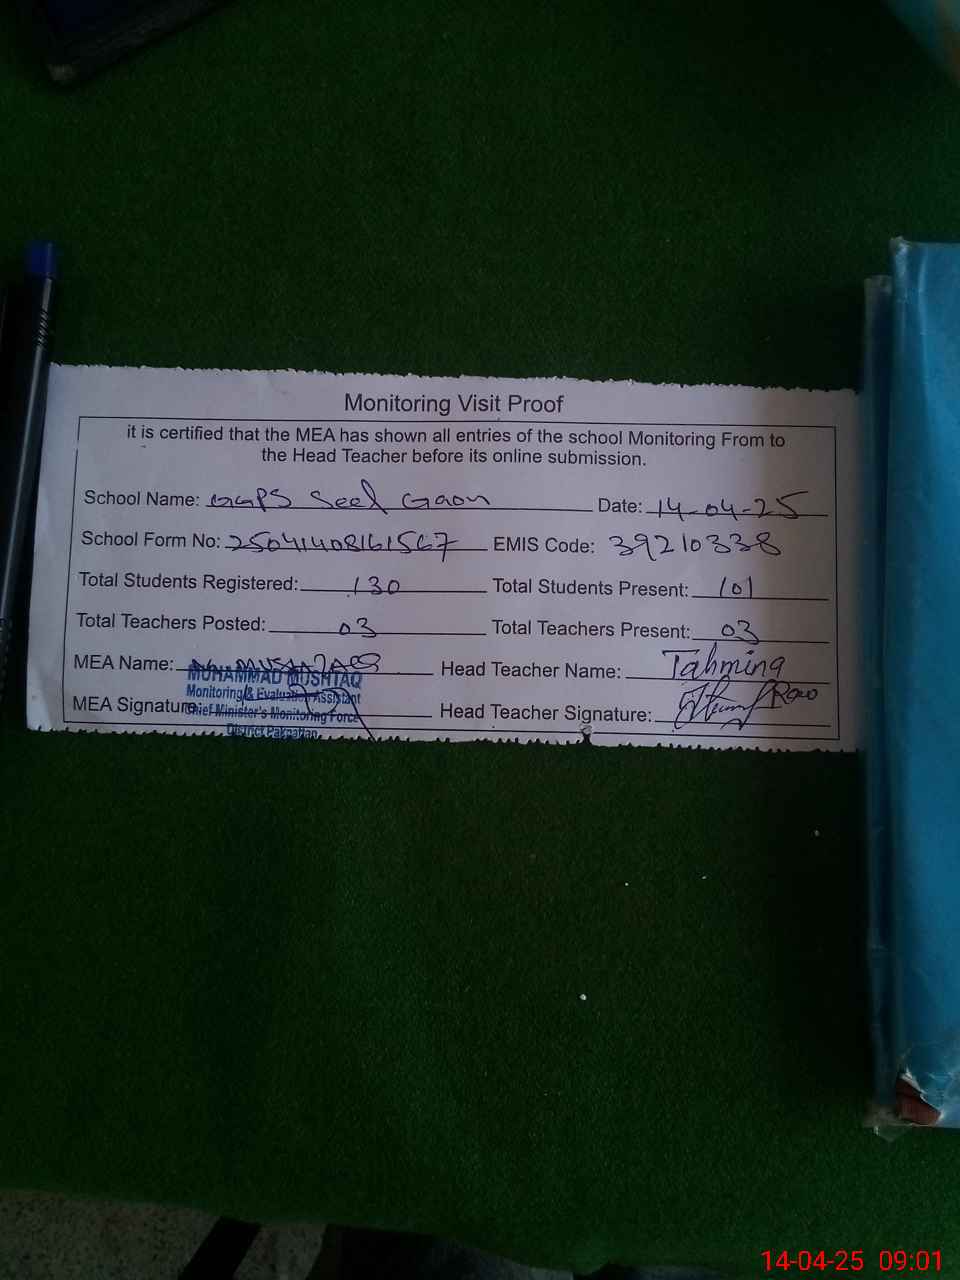 Monitoring Visit Proof
it is certified that the MEA has shown all entries of the school Monitoring From to
the Head Teacher before its online submission.
School Name: GGPS Seel Gaon Date: 14-04-25
School Form No: 25041408161567 EMIS Code: 39210338
Total Students Registered: 130 Total Students Present: 101
Total Teachers Posted: 03 Total Teachers Present: 03
MEA Name: Head Teacher Name: Tahmina
MUHAMMAD MUSHTAQ
Monitoring & Evaluation Assistant
MEA Signature: Head Teacher Signature:
Chief Minister's Monitoring Force
District Pakpattan
14-04-25 09:01